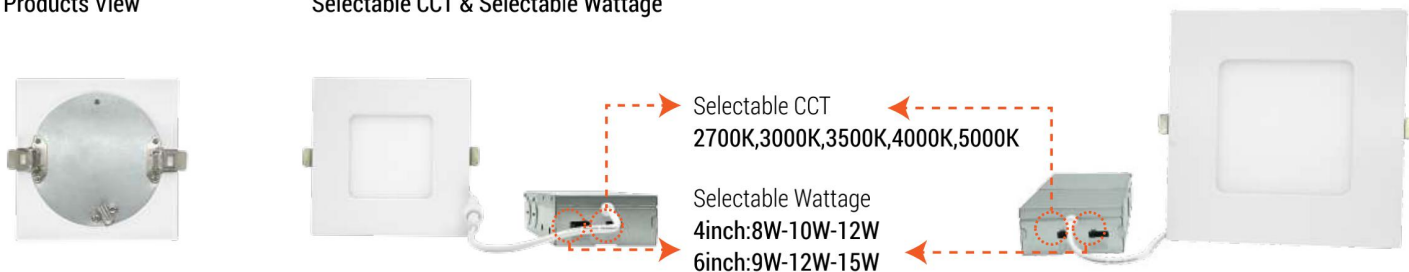 Products View
Selectable CCT & Selectable Wattage
Selectable CCT
2700K,3000K,3500K,4000K,5000K
Selectable Wattage
4inch:8W-10W-12W
6inch:9W-12W-15W